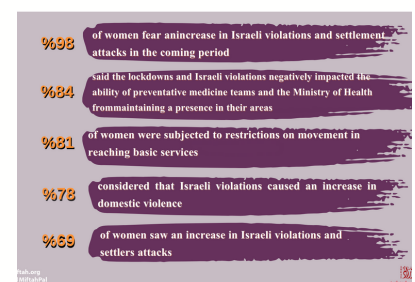 %98
of women fear anincrease in Israeli violations and settlement
attacks in the coming period
%84
said the lockdowns and Israeli violations negatively impacted the
ability of preventative medicine teams and the Ministry of Health
frommaintaining a presence in their areas
%81
of women were subjected to restrictions on movement in
reaching basic services
%78
considered that Israeli violations caused an increase in
domestic violence
%69
of women saw an increase in Israeli violations and
settlers attacks
ftah.org
MiftahPal